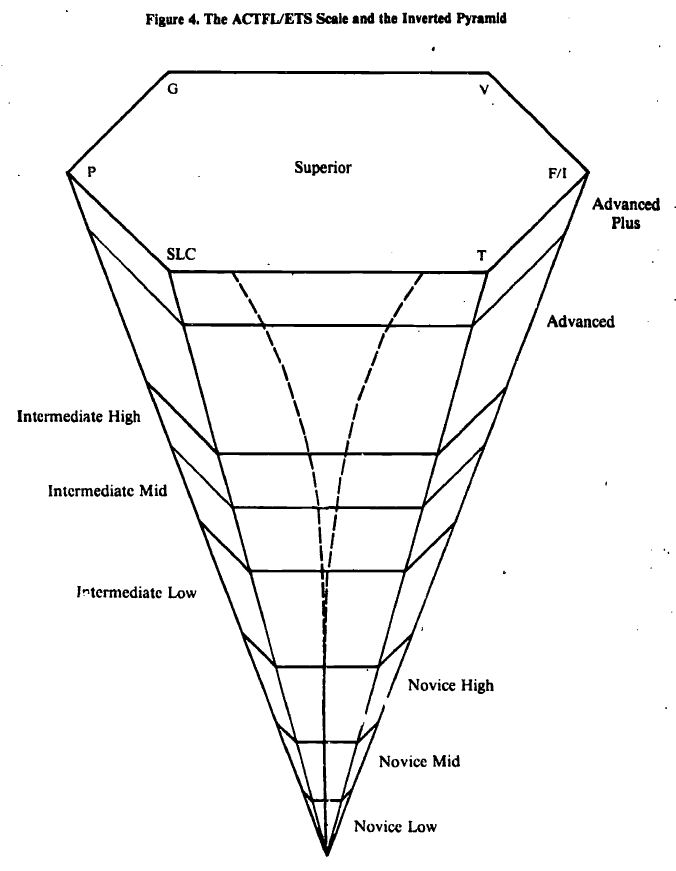 Figure 4. The ACTFL/ETS Scale and the Inverted Pyramid
G
V
P
Superior
F/I
Advanced
Plus
SLC
T
Advanced
Intermediate High
Intermediate Mid
Intermediate Low
Novice High
Novice Mid
Novice Low